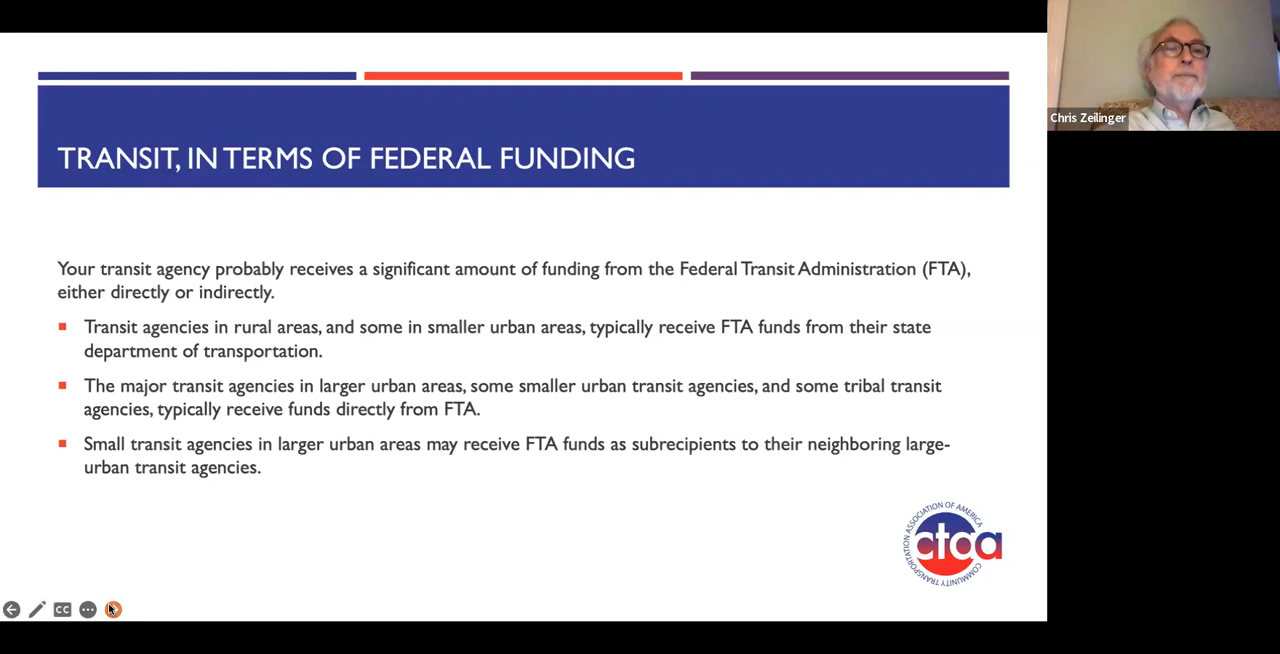 TRANSIT, IN TERMS OF FEDERAL FUNDING
Your transit agency probably receives a significant amount of funding from the Federal Transit Administration (FTA),
either directly or indirectly.
Transit agencies in rural areas, and some in smaller urban areas, typically receive FTA funds from their state
department of transportation.
The major transit agencies in larger urban areas, some smaller urban transit agencies, and some tribal transit
agencies, typically receive funds directly from FTA.
Small transit agencies in larger urban areas may receive FTA funds as subrecipients to their neighboring large-
urban transit agencies.
COMMUNITY TRANSPORTATION ASSOCIATION OF AMERICA
ctaa
CC
Chris Zeilinger